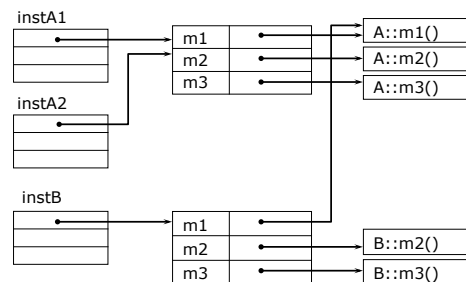 instA1
m1
A::m1()
m2
A::m2()
m3
A::m3()
instA2
instB
m1
m2
B::m2()
m3
B::m3()